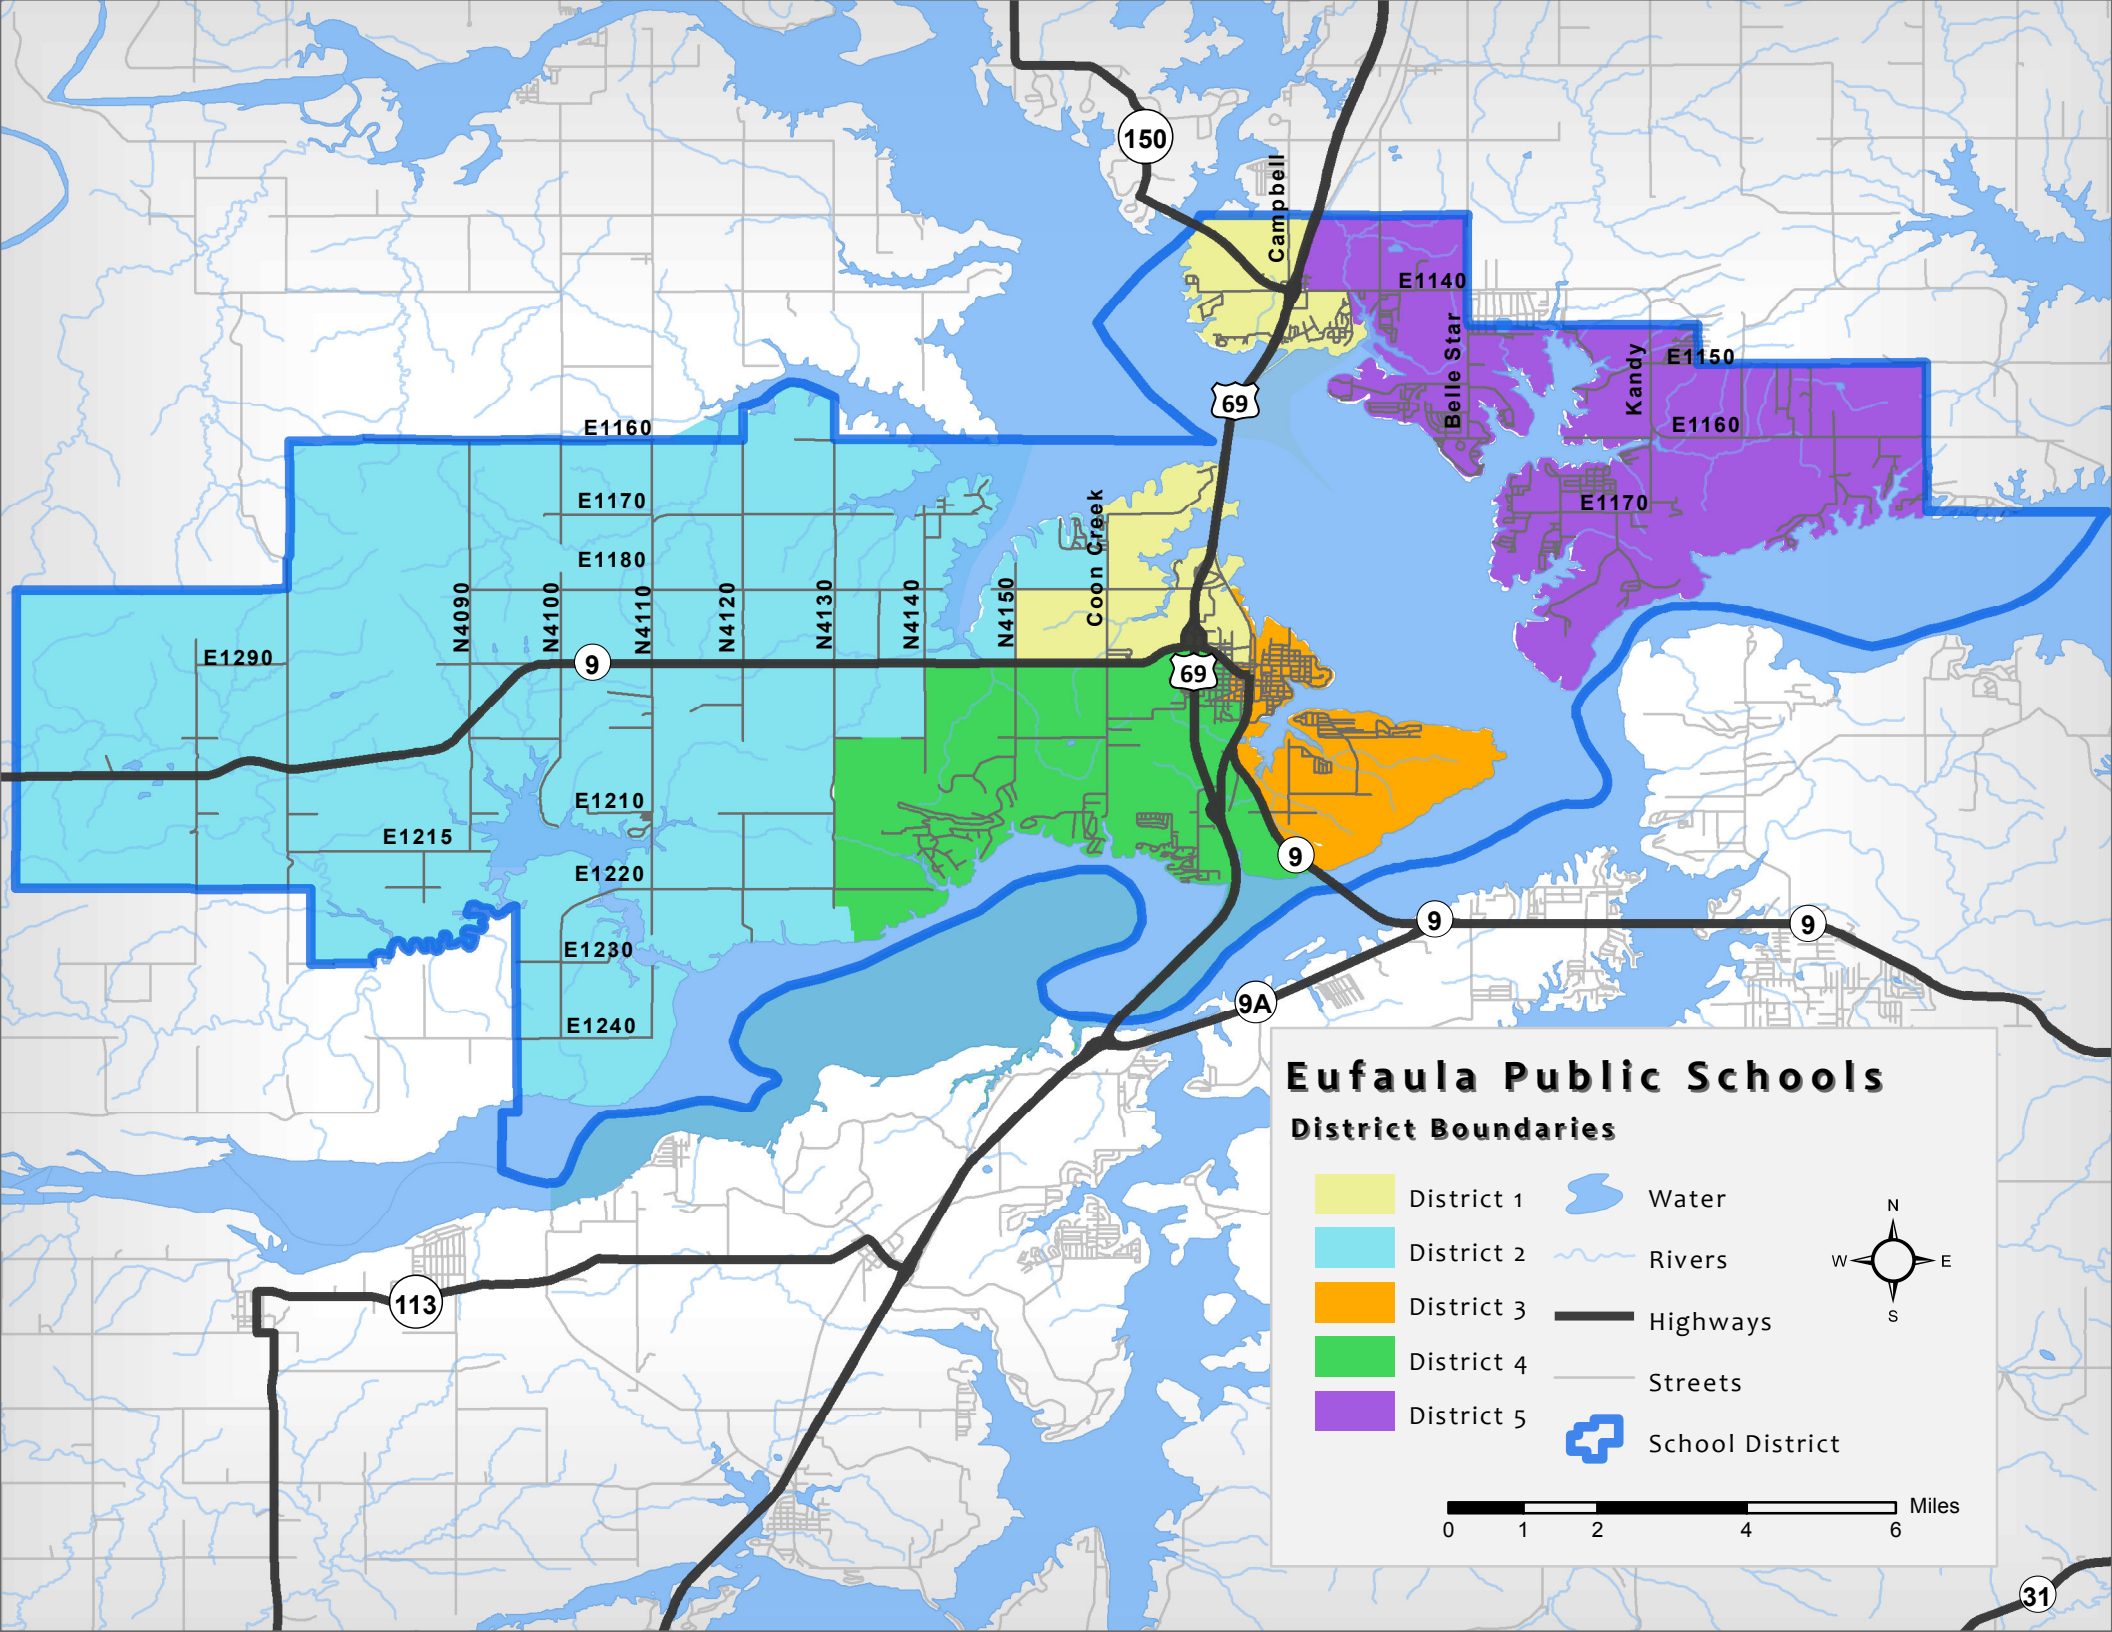 150
Campbell
E1140
Belle Star
Kandy
E1150
69
E1160
E1160
E1170
E1170
Coon Creek
E1180
N4090
N4100
N4110
N4120
N4130
N4140
N4150
E1290
9
69
E1210
E1215
9
E1220
9
9
E1230
9A
E1240
113
31
Eufaula Public Schools
District Boundaries
District 1
District 2
District 3
District 4
District 5
Water
Rivers
Highways
Streets
School District
N
W
E
S
Miles
0 1 2 4 6